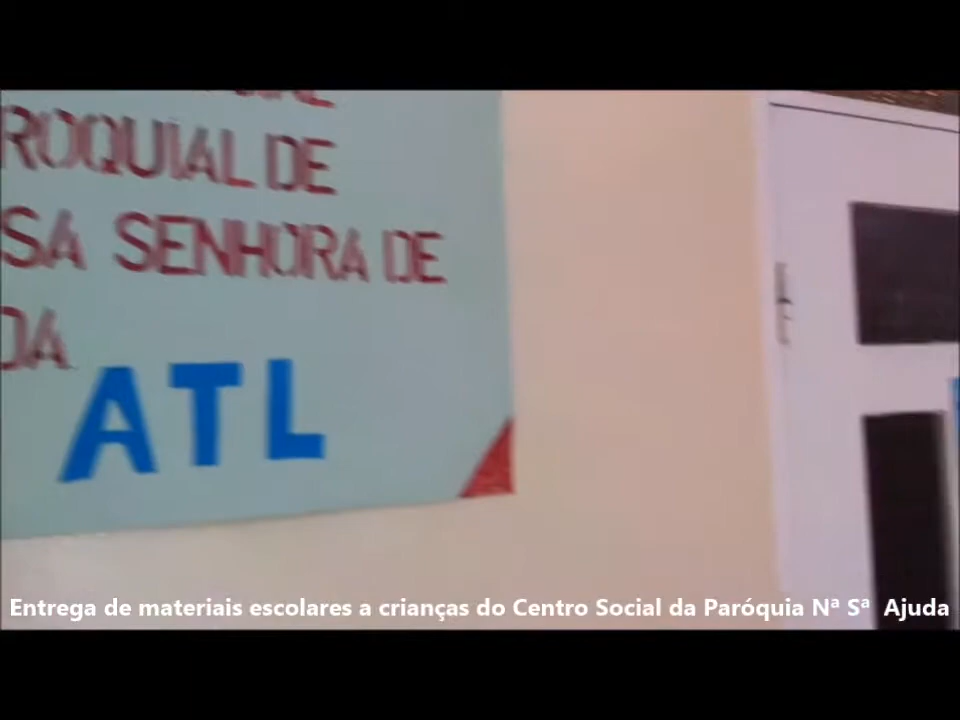 ROQUIAL DE
SA SENHORA DE
DA
ATL
Entrega de materiais escolares a crianças do Centro Social da Paróquia Nª Sª Ajuda